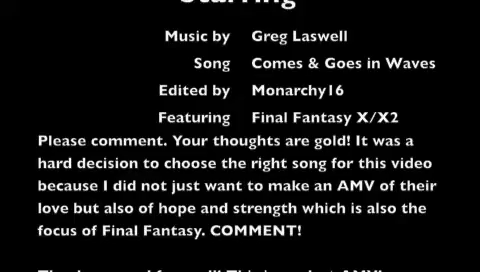 Starring
Music by Greg Laswell
Song Comes & Goes in Waves
Edited by Monarchy16
Featuring Final Fantasy X/X2
Please comment. Your thoughts are gold! It was a
hard decision to choose the right song for this video
because I did not just want to make an AMV of their
love but also of hope and strength which is also the
focus of Final Fantasy. COMMENT!